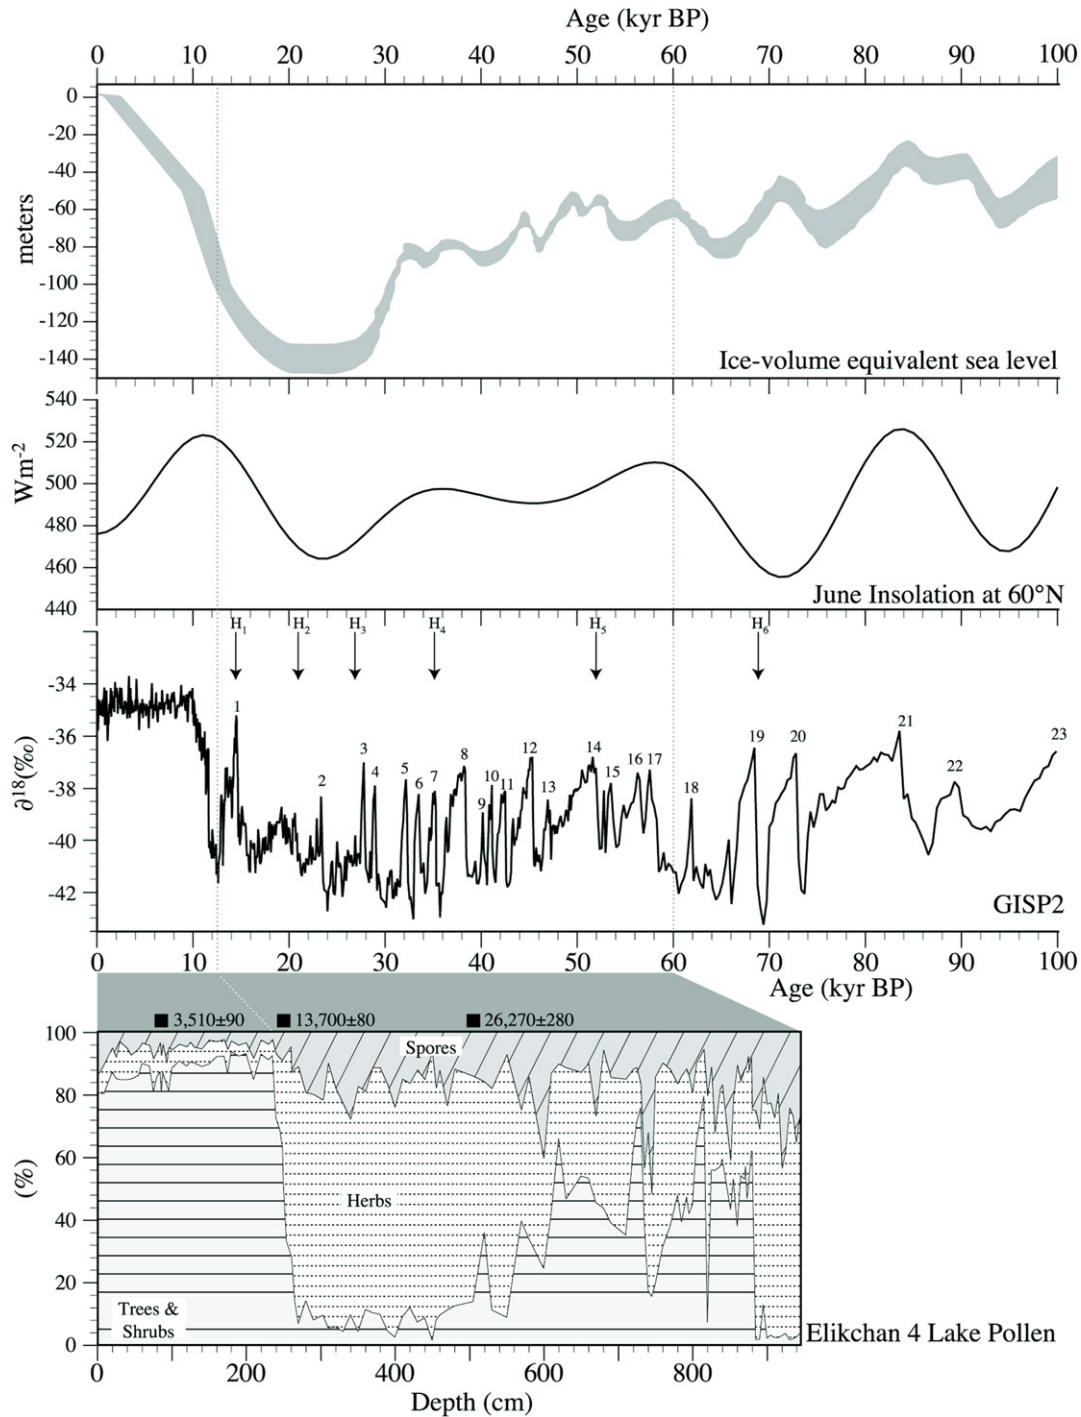 Age (kyr BP)
0 10 20 30 40 50 60 70 80 90 100
0
-20
-40
-60
-80
-100
-120
-140
meters
Ice-volume equivalent sea level
540
520
500
480
460
440
Wm-2
June Insolation at 60°N
H1 H2 H3 H4 H5 H6
-34
-36
-38
-40
-42
∂18(‰)
1 2 3 4 5 6 7 8 9 10 11 12 13 14 15 16 17 18 19 20 21 22 23
GISP2
0 10 20 30 40 50 60 70 80 90 100
Age (kyr BP)
3,510±90 13,700±80 26,270±280
100
80
60
40
20
0
(%)
Spores
Herbs
Trees &
Shrubs
Elikchan 4 Lake Pollen
0 200 400 600 800
Depth (cm)